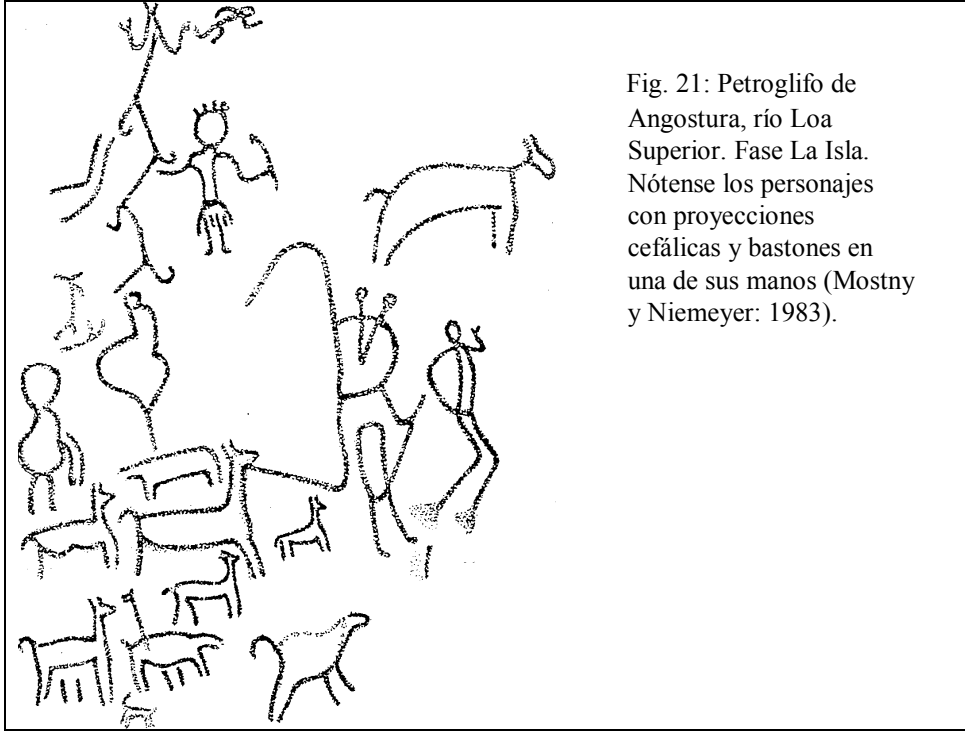 Fig. 21: Petroglifo de
Angostura, río Loa
Superior. Fase La Isla.
Nótense los personajes
con proyecciones
cefálicas y bastones en
una de sus manos (Mostny
y Niemeyer: 1983).